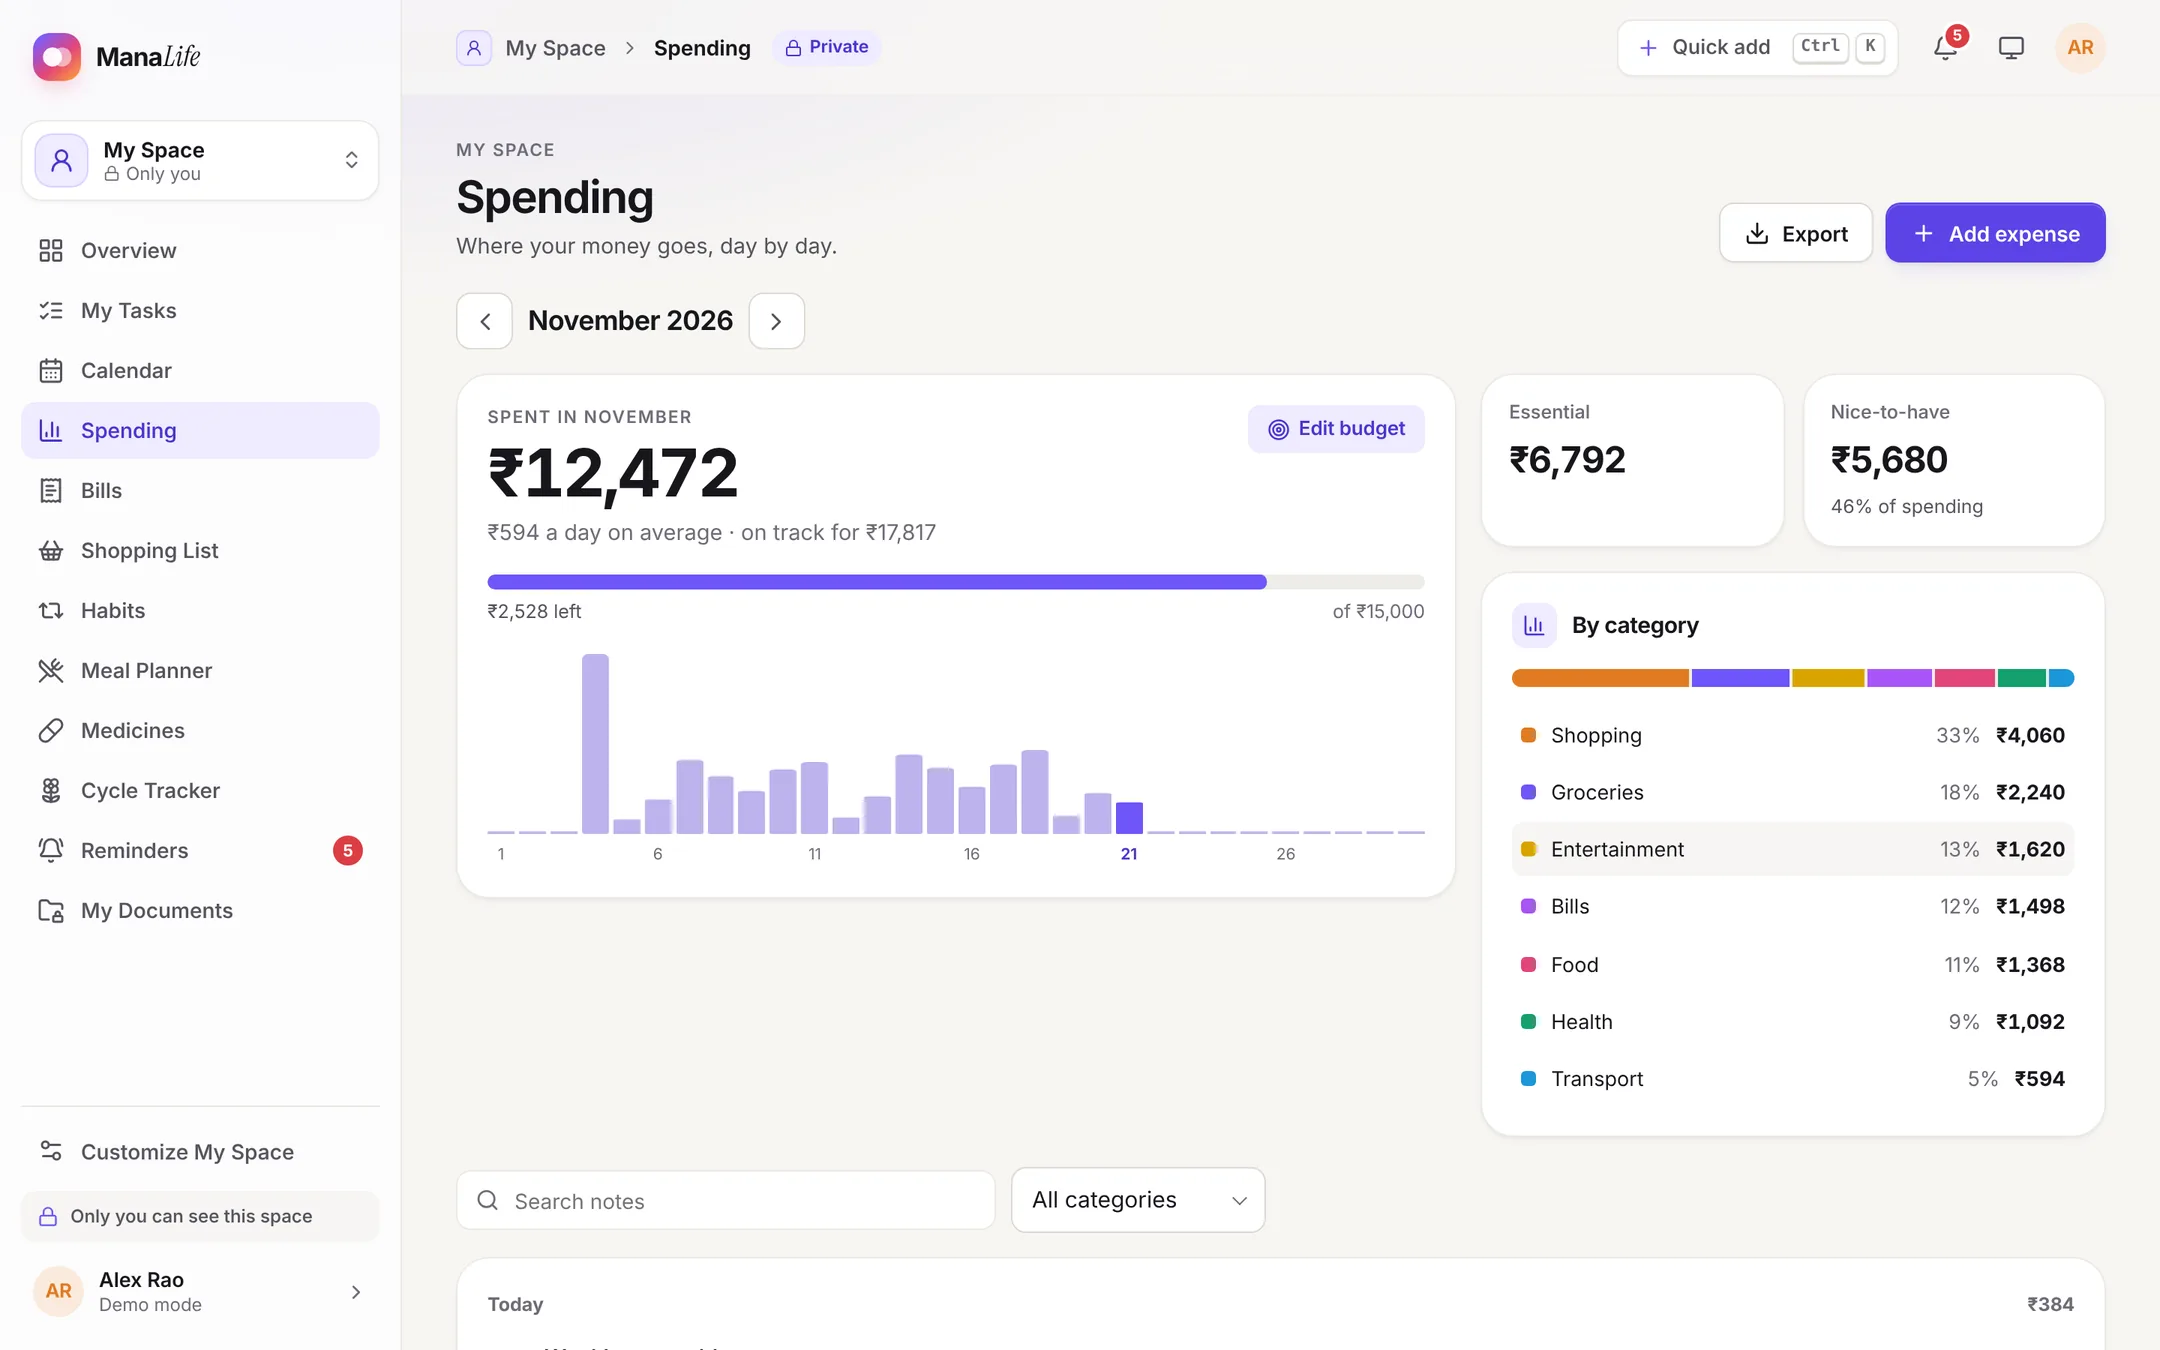 ManaLife
My Space
Only you
Overview
My Tasks
Calendar
Spending
Bills
Shopping List
Habits
Meal Planner
Medicines
Cycle Tracker
Reminders 5
My Documents
Customize My Space
Only you can see this space
AR
Alex Rao
Demo mode
My Space > Spending Private
Quick add Ctrl K
5
AR
MY SPACE
Spending
Where your money goes, day by day.
Export
Add expense
November 2026
SPENT IN NOVEMBER
Edit budget
₹12,472
₹594 a day on average · on track for ₹17,817
₹2,528 left of ₹15,000
1 6 11 16 21 26
Essential
₹6,792
Nice-to-have
₹5,680
46% of spending
By category
Shopping 33% ₹4,060
Groceries 18% ₹2,240
Entertainment 13% ₹1,620
Bills 12% ₹1,498
Food 11% ₹1,368
Health 9% ₹1,092
Transport 5% ₹594
Search notes
All categories
Today ₹384